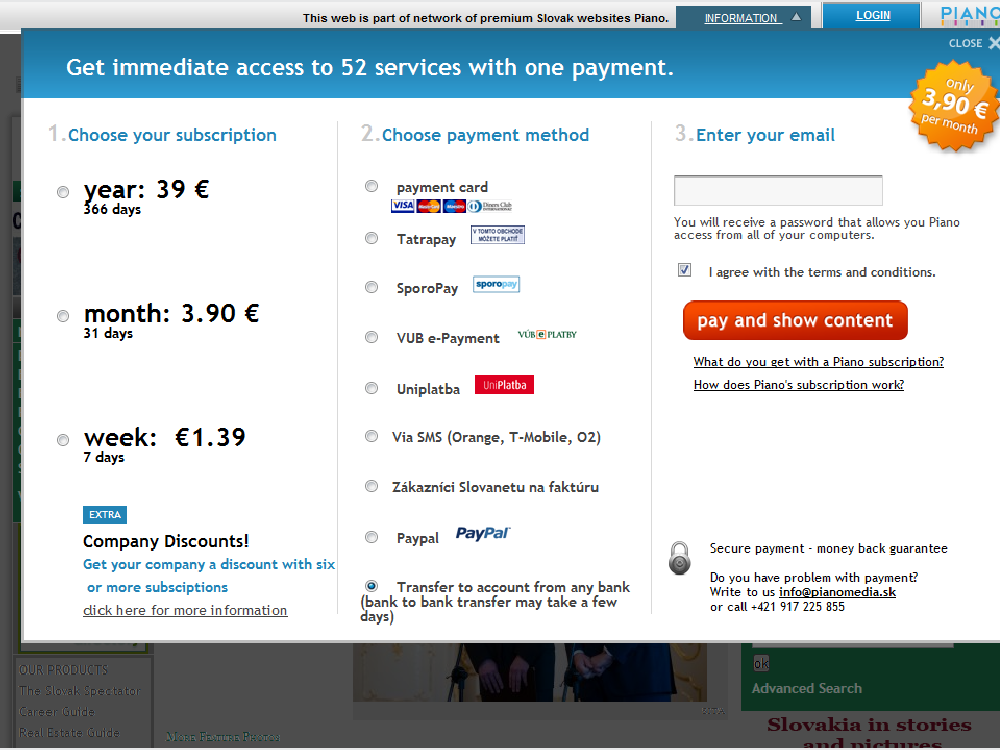 This web is part of network of premium Slovak websites Piano.
INFORMATION
LOGIN
PIANO
CLOSE
Get immediate access to 52 services with one payment.
only
3,90 €
per month
1.Choose your subscription
year: 39 €
366 days
month: 3.90 €
31 days
week: €1.39
7 days
EXTRA
Company Discounts!
Get your company a discount with six
or more subsciptions
click here for more information
2.Choose payment method
payment card
VISA MasterCard Maestro Diners Club
INTERNATIONAL
Tatrapay
V TOMTO OBCHODE
MÔŽETE PLATIŤ
SporoPay sporopay
VUB e-Payment VÚB e PLATBY
Uniplatba UniPlatba
Via SMS (Orange, T-Mobile, O2)
Zákazníci Slovanetu na faktúru
Paypal PayPal
Transfer to account from any bank
(bank to bank transfer may take a few
days)
3.Enter your email
You will receive a password that allows you Piano
access from all of your computers.
I agree with the terms and conditions.
pay and show content
What do you get with a Piano subscription?
How does Piano's subscription work?
Secure payment - money back guarantee
Do you have problem with payment?
Write to us info@pianomedia.sk
or call +421 917 225 855
OUR PRODUCTS
The Slovak Spectator
Career Guide
Real Estate Guide
More Feature Photos
ok
Advanced Search
Slovakia in stories
and pictures